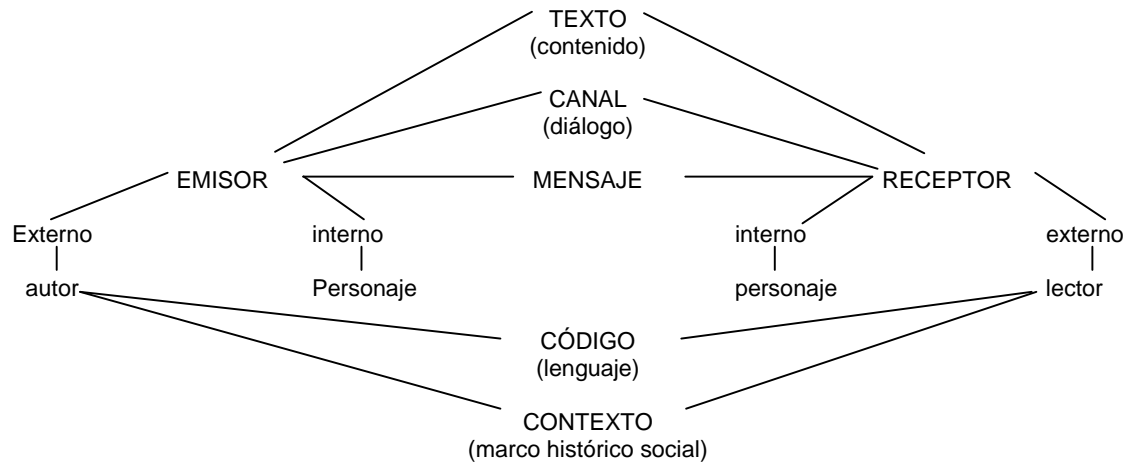 TEXTO
(contenido)
CANAL
(diálogo)
EMISOR MENSAJE RECEPTOR
Externo interno interno externo
autor Personaje personaje lector
CÓDIGO
(lenguaje)
CONTEXTO
(marco histórico social)